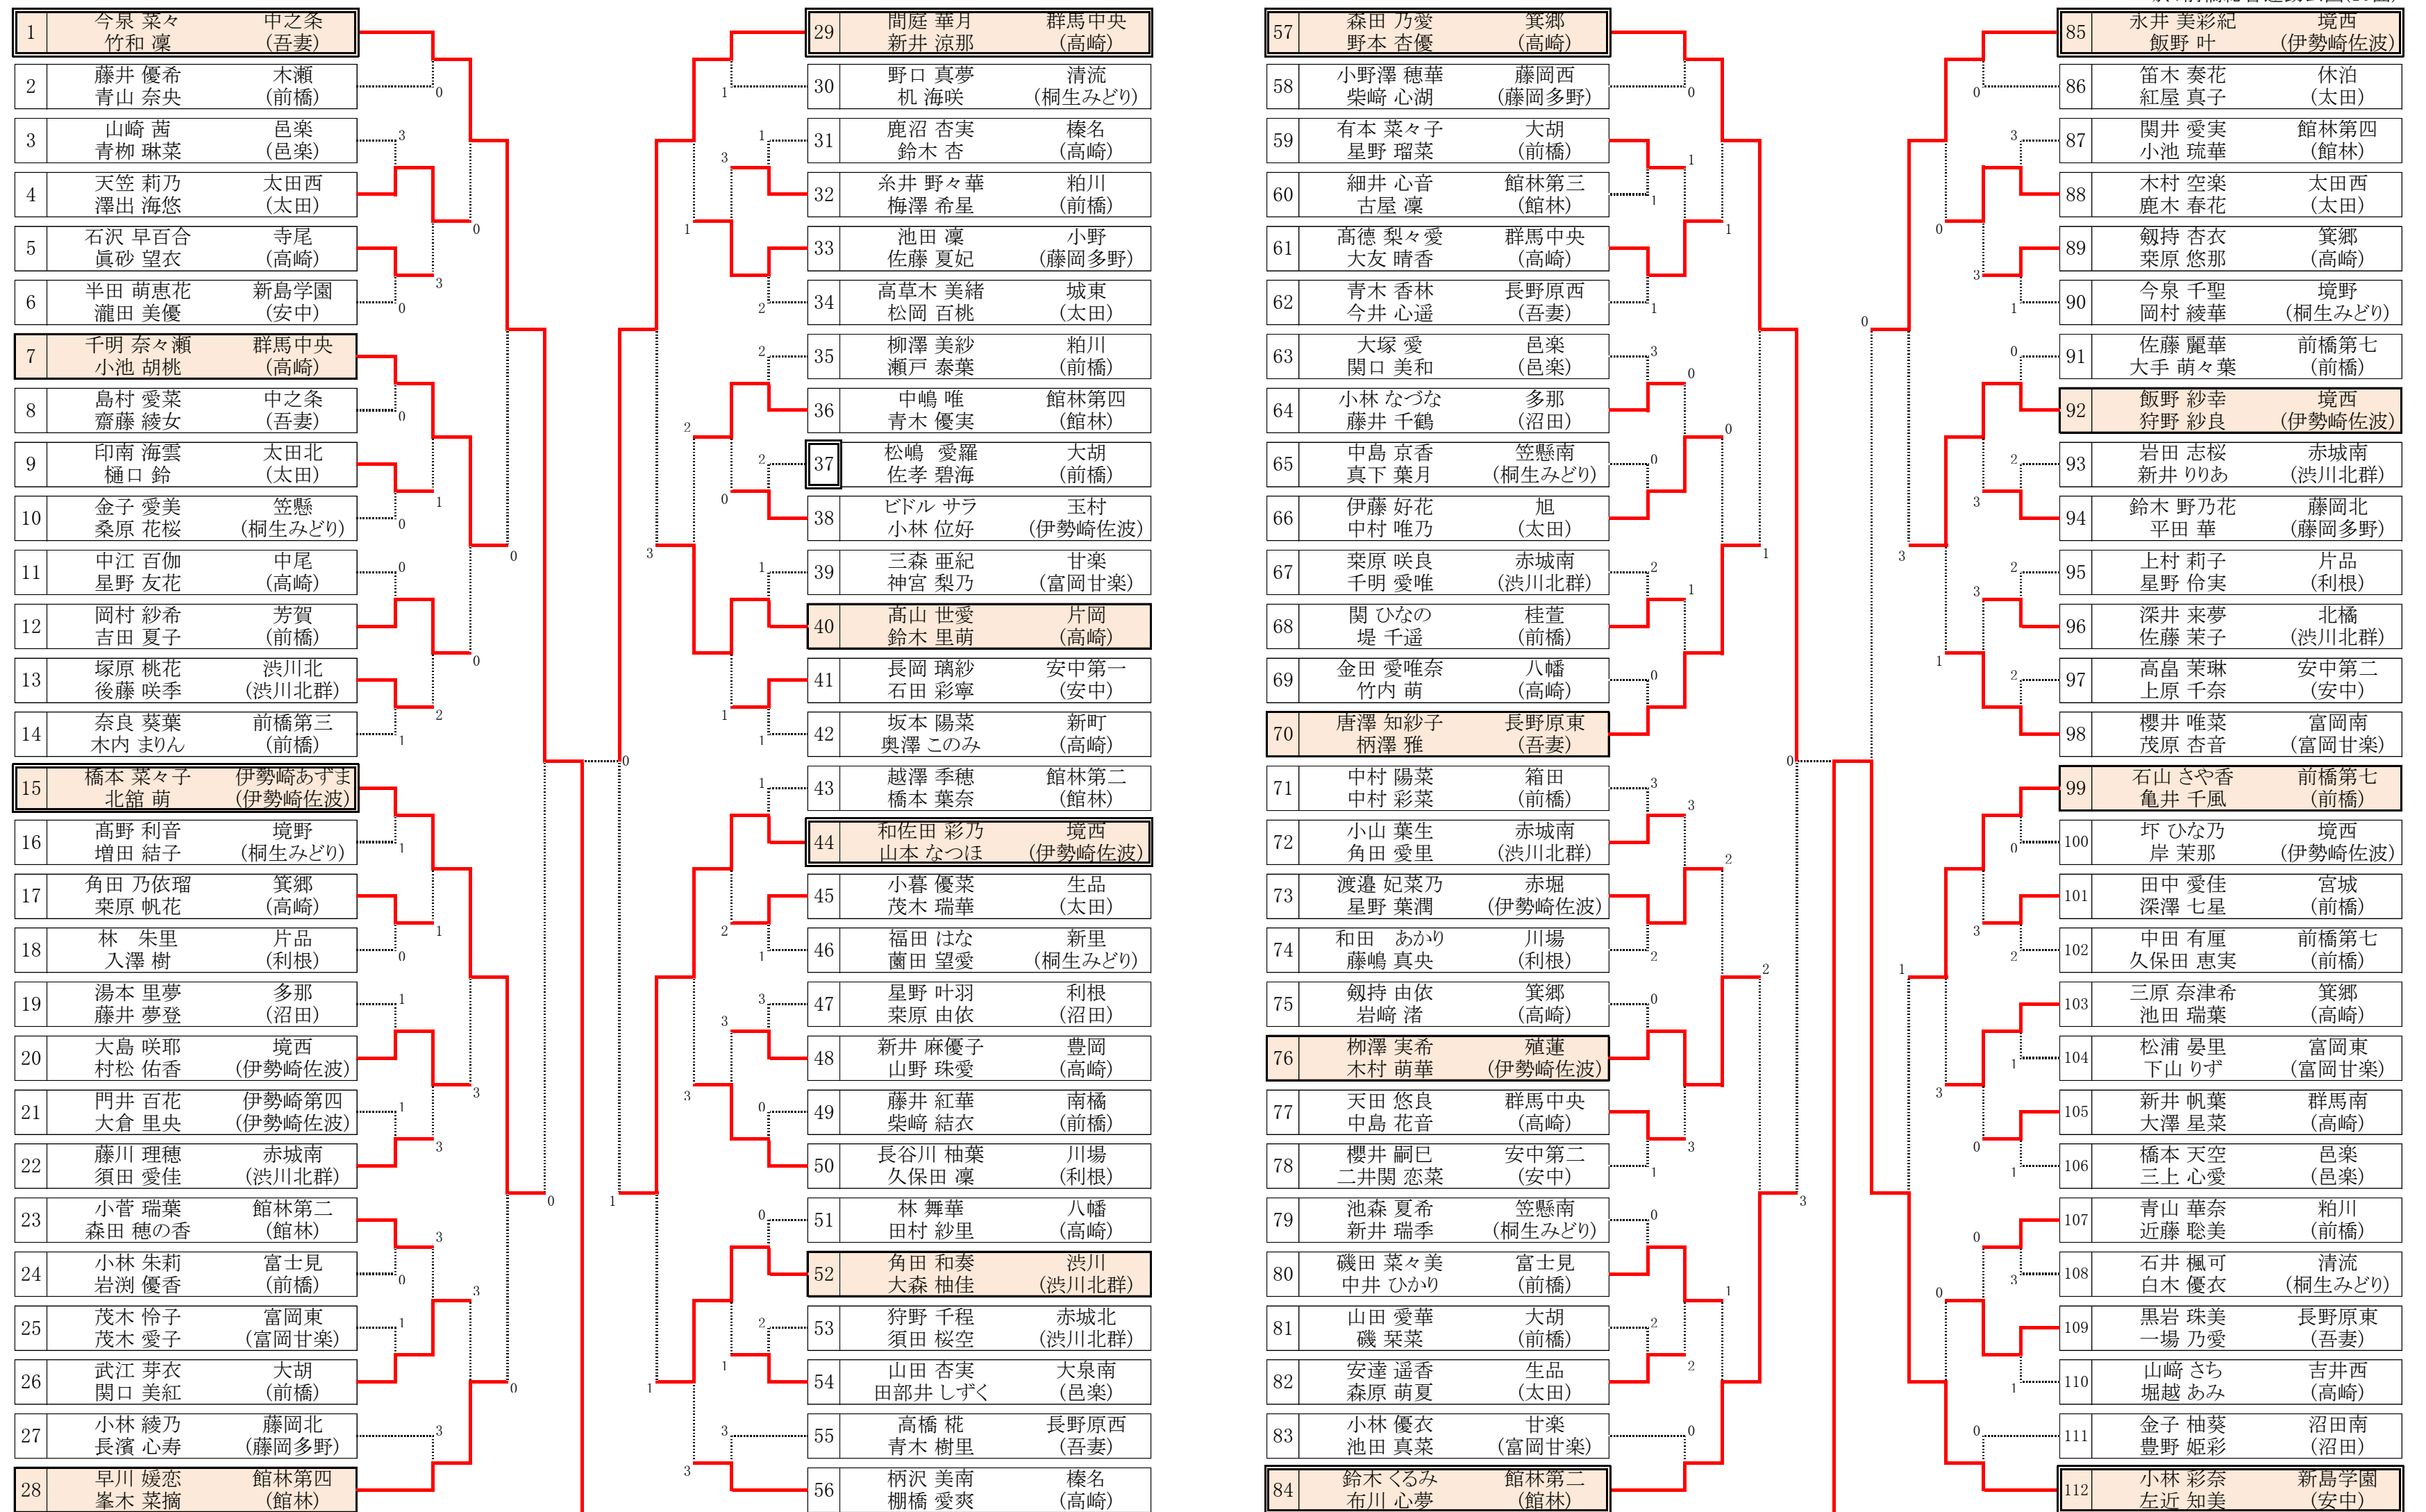 1 今泉 菜々 中之条
竹和 凜 (吾妻)
2 藤井 優希 木瀬
青山 奈央 (前橋)
3 山崎 茜 邑楽
青栁 琳菜 (邑楽)
4 天笠 莉乃 太田西
澤出 海悠 (太田)
5 石沢 早百合 寺尾
眞砂 望衣 (高崎)
6 半田 萌恵花 新島学園
瀧田 美優 (安中)
7 千明 奈々瀬 群馬中央
小池 胡桃 (高崎)
8 島村 愛菜 中之条
齋藤 綾女 (吾妻)
9 印南 海雲 太田北
樋口 鈴 (太田)
10 金子 愛美 笠懸
桑原 花桜 (桐生みどり)
11 中江 百伽 中尾
星野 友花 (高崎)
12 岡村 紗希 芳賀
吉田 夏子 (前橋)
13 塚原 桃花 渋川北
後藤 咲季 (渋川北群)
14 奈良 葵葉 前橋第三
木内 まりん (前橋)
15 橋本 菜々子 伊勢崎あずま
北舘 萌 (伊勢崎佐波)
16 髙野 利音 境野
増田 結子 (桐生みどり)
17 角田 乃依瑠 箕郷
栗原 帆花 (高崎)
18 林 朱里 片品
入澤 樹 (利根)
19 湯本 里夢 多那
藤井 夢登 (沼田)
20 大島 咲耶 境西
村松 佑香 (伊勢崎佐波)
21 門井 百花 伊勢崎第四
大倉 里央 (伊勢崎佐波)
22 藤川 理穂 赤城南
須田 愛佳 (渋川北群)
23 小菅 瑞葉 館林第二
森田 穂の香 (館林)
24 小林 朱莉 富士見
岩渕 優香 (前橋)
25 茂木 怜子 富岡東
茂木 愛子 (富岡甘楽)
26 武江 芽衣 大胡
関口 美紅 (前橋)
27 小林 綾乃 藤岡北
長濱 心寿 (藤岡多野)
28 早川 媛恋 館林第四
峯木 菜摘 (館林)
29 間庭 華月 群馬中央
新井 涼那 (高崎)
30 野口 真夢 清流
机 海咲 (桐生みどり)
31 鹿沼 杏実 榛名
鈴木 杏 (高崎)
32 糸井 野々華 粕川
梅澤 希星 (前橋)
33 池田 凜 小野
佐藤 夏妃 (藤岡多野)
34 高草木 美緒 城東
松岡 百桃 (太田)
35 柳澤 美紗 粕川
瀬戸 泰葉 (前橋)
36 中嶋 唯 館林第四
青木 優実 (館林)
37 松嶋 愛羅 大胡
佐孝 碧海 (前橋)
38 ビドル サラ 玉村
小林 位好 (伊勢崎佐波)
39 三森 亜紀 甘楽
神宮 梨乃 (富岡甘楽)
40 髙山 世愛 片岡
鈴木 里萌 (高崎)
41 長岡 璃紗 安中第一
石田 彩寧 (安中)
42 坂本 陽菜 新町
奥澤 このみ (高崎)
43 越澤 季穂 館林第二
橋本 葉奈 (館林)
44 和佐田 彩乃 境西
山本 なつほ (伊勢崎佐波)
45 小暮 優菜 生品
茂木 瑞華 (太田)
46 福田 はな 新里
薗田 望愛 (桐生みどり)
47 星野 叶羽 利根
栗原 由依 (沼田)
48 新井 麻優子 豊岡
山野 珠愛 (高崎)
49 藤井 紅華 南橘
柴﨑 結衣 (前橋)
50 長谷川 柚葉 川場
久保田 凜 (利根)
51 林 舞華 八幡
田村 紗里 (高崎)
52 角田 和奏 渋川
大森 柚佳 (渋川北群)
53 狩野 千程 赤城北
須田 桜空 (渋川北群)
54 山田 杏実 大泉南
田部井 しずく (邑楽)
55 高橋 椛 長野原西
青木 樹里 (吾妻)
56 柄沢 美南 榛名
棚橋 愛爽 (高崎)
57 森田 乃愛 箕郷
野本 杏優 (高崎)
58 小野澤 穂華 藤岡西
柴﨑 心湖 (藤岡多野)
59 有本 菜々子 大胡
星野 瑠菜 (前橋)
60 細井 心音 館林第三
古屋 凜 (館林)
61 髙德 梨々愛 群馬中央
大友 晴香 (高崎)
62 青木 香林 長野原西
今井 心遥 (吾妻)
63 大塚 愛 邑楽
関口 美和 (邑楽)
64 小林 なづな 多那
藤井 千鶴 (沼田)
65 中島 京香 笠懸南
真下 葉月 (桐生みどり)
66 伊藤 好花 旭
中村 唯乃 (太田)
67 栗原 咲良 赤城南
千明 愛唯 (渋川北群)
68 関 ひなの 桂萱
堤 千遥 (前橋)
69 金田 愛唯奈 八幡
竹内 萌 (高崎)
70 唐澤 知紗子 長野原東
柄澤 雅 (吾妻)
71 中村 陽菜 箱田
中村 彩菜 (前橋)
72 小山 葉生 赤城南
角田 愛里 (渋川北群)
73 渡邉 妃菜乃 赤堀
星野 葉潤 (伊勢崎佐波)
74 和田 あかり 川場
藤嶋 真央 (利根)
75 剱持 由依 箕郷
岩﨑 渚 (高崎)
76 栁澤 実希 殖蓮
木村 萌華 (伊勢崎佐波)
77 天田 悠良 群馬中央
中島 花音 (高崎)
78 櫻井 嗣巳 安中第二
二井関 恋菜 (安中)
79 池森 夏希 笠懸南
新井 瑞季 (桐生みどり)
80 磯田 菜々美 富士見
中井 ひかり (前橋)
81 山田 愛華 大胡
磯 栞菜 (前橋)
82 安達 遥香 生品
森原 萌夏 (太田)
83 小林 優衣 甘楽
池田 真菜 (富岡甘楽)
84 鈴木 くるみ 館林第二
布川 心夢 (館林)
85 永井 美彩紀 境西
飯野 叶 (伊勢崎佐波)
86 笛木 奏花 休泊
紅屋 真子 (太田)
87 関井 愛実 館林第四
小池 琉華 (館林)
88 木村 空楽 太田西
鹿木 春花 (太田)
89 剱持 杏衣 箕郷
栗原 悠那 (高崎)
90 今泉 千聖 境野
岡村 綾華 (桐生みどり)
91 佐藤 麗華 前橋第七
大手 萌々葉 (前橋)
92 飯野 紗幸 境西
狩野 紗良 (伊勢崎佐波)
93 岩田 志桜 赤城南
新井 りりあ (渋川北群)
94 鈴木 野乃花 藤岡北
平田 華 (藤岡多野)
95 上村 莉子 片品
星野 伶実 (利根)
96 深井 来夢 北橘
佐藤 茉子 (渋川北群)
97 高畠 茉琳 安中第二
上原 千奈 (安中)
98 櫻井 唯菜 富岡南
茂原 杏音 (富岡甘楽)
99 石山 さや香 前橋第七
亀井 千風 (前橋)
100 圷 ひな乃 境西
岸 茉那 (伊勢崎佐波)
101 田中 愛佳 宮城
深澤 七星 (前橋)
102 中田 有厘 前橋第七
久保田 恵実 (前橋)
103 三原 奈津希 箕郷
池田 瑞葉 (高崎)
104 松浦 晏里 富岡東
下山 りず (富岡甘楽)
105 新井 帆葉 群馬南
大澤 星菜 (高崎)
106 橋本 天空 邑楽
三上 心愛 (邑楽)
107 青山 華奈 粕川
近藤 聡美 (前橋)
108 石井 楓可 清流
白木 優衣 (桐生みどり)
109 黒岩 珠美 長野原東
一場 乃愛 (吾妻)
110 山﨑 さち 吉井西
堀越 あみ (高崎)
111 金子 柚葵 沼田南
豊野 姫彩 (沼田)
112 小林 彩奈 新島学園
左近 知美 (安中)